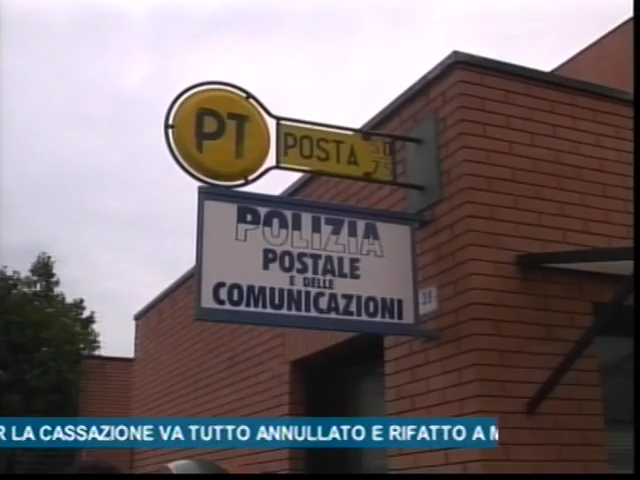 PT
POSTA
POLIZIA
POSTALE
E DELLE
COMUNICAZIONI
R LA CASSAZIONE VA TUTTO ANNULLATO E RIFATTO A M